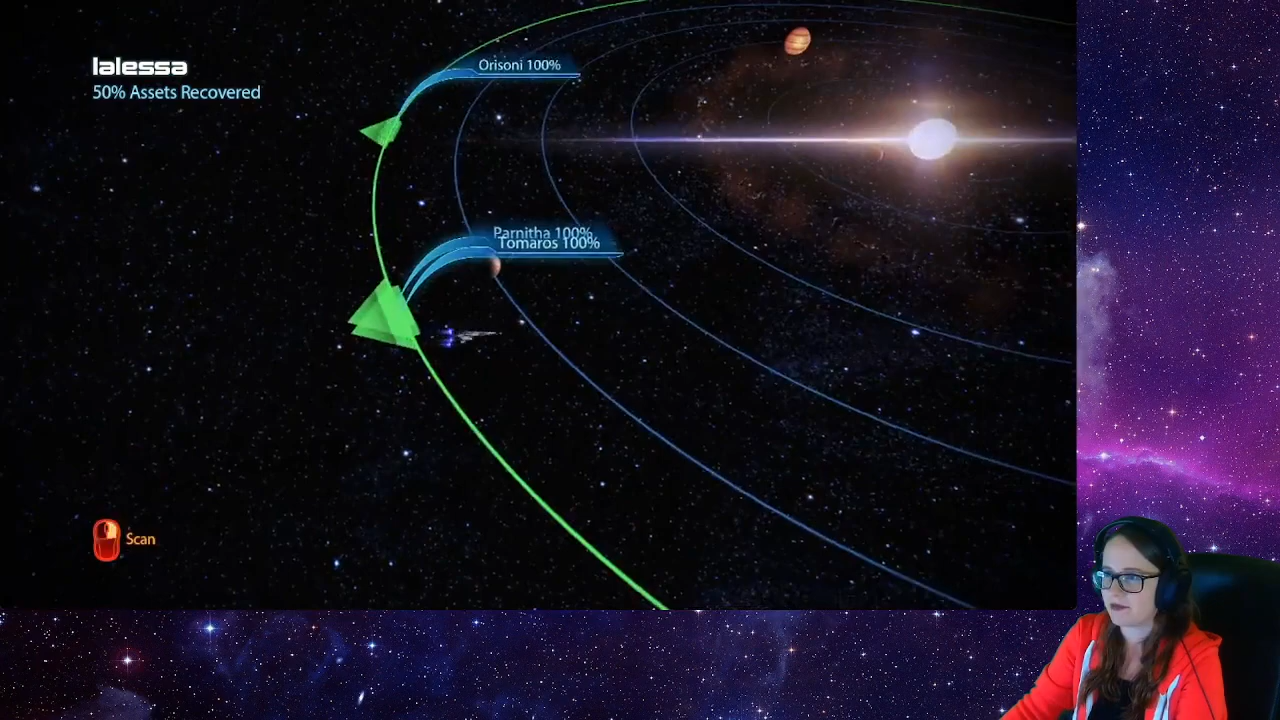 Ialessa
50% Assets Recovered
Orisoni 100%
Parnitha 100%
Tomaros 100%
Scan